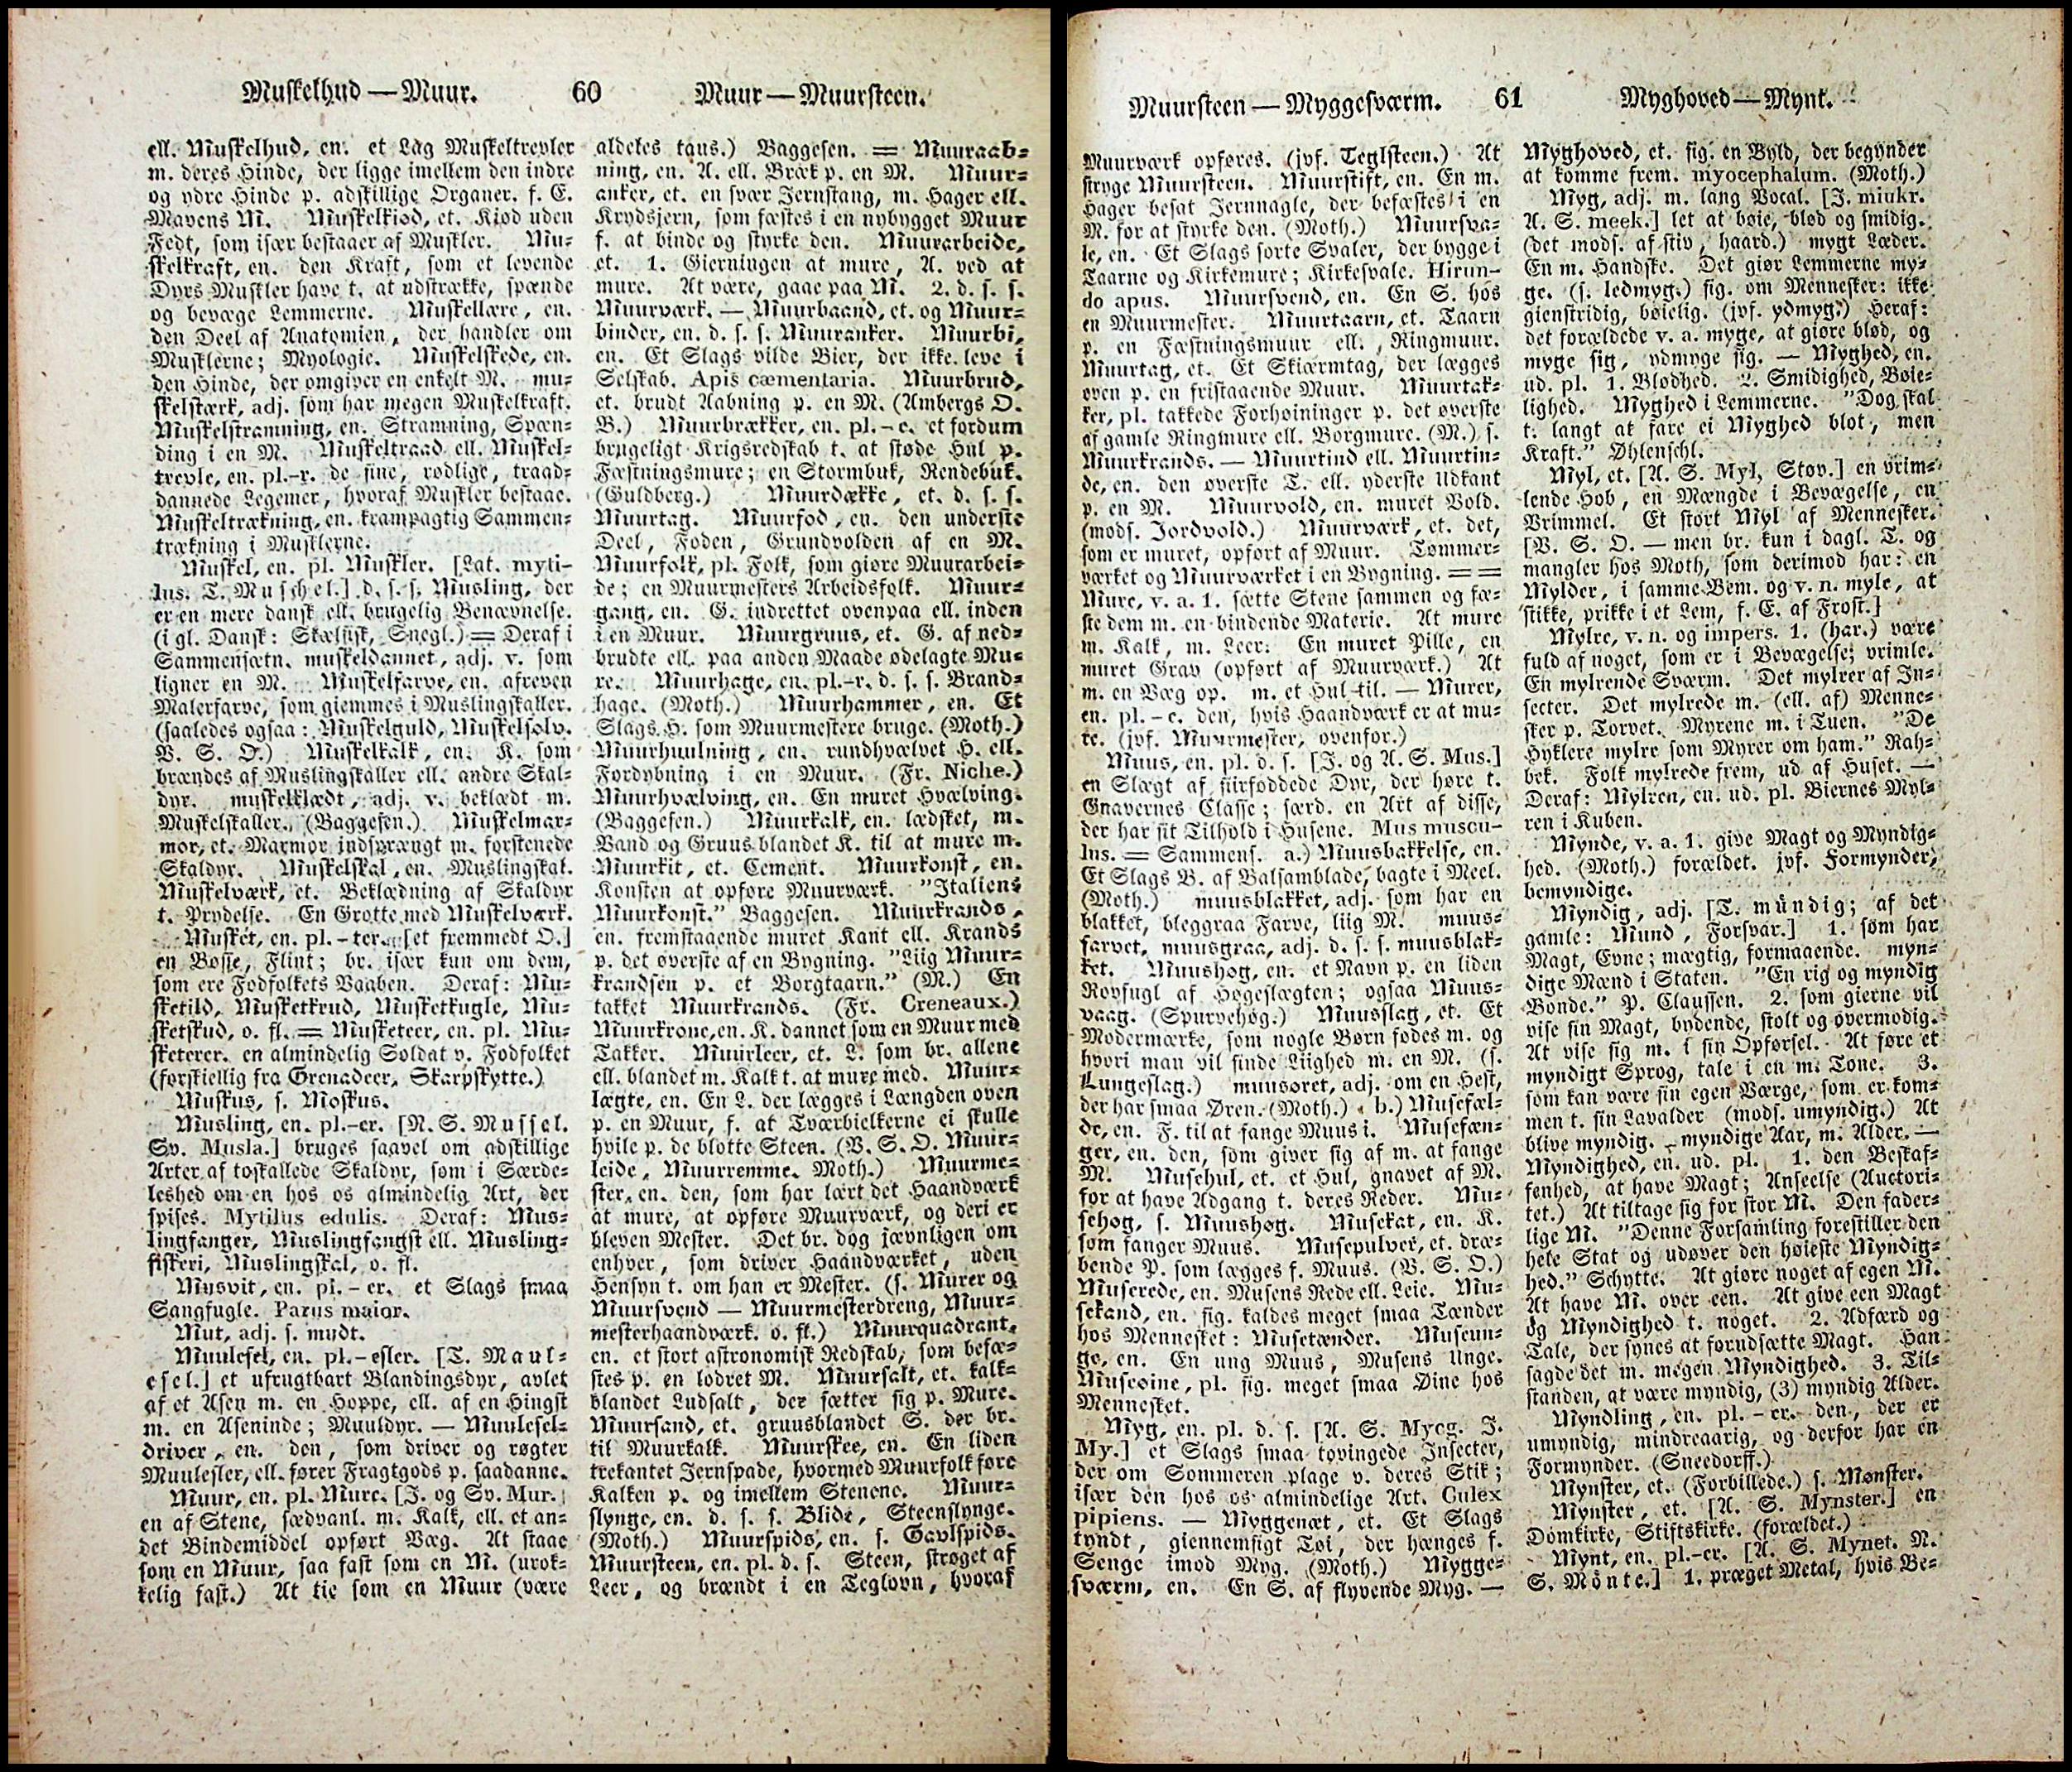 Muskelhud — Muur.
60
Muur — Muursteen.
ell. Muskelhud, en. et Lag Muskeltrevler
m. deres Hinde, der ligge imellem den indre
og ydre Hinde p. adskillige Organer. f. E.
Mavens M. Muskelkiød, et. Kiød uden
Fedt, som især bestaaer af Muskler. Mu-
skelkraft, en. den Kraft, som et levende
Dyrs Muskler have t. at udstrække, spænde
og bevæge Lemmerne. Muskellære, en.
den Deel af Anatomien, der handler om
Musklerne; Myologie. Muskelskede, en.
den Hinde, der omgiver en enkelt M. mu-
skelstærk, adj. som har megen Muskelkraft.
Muskelstramning, en. Stramning, Spæn-
ding i en M. Muskeltraad ell. Muskel-
trevle, en. pl.-r. de fine, rødlige, traad-
dannede Legemer, hvoraf Muskler bestaae.
Muskeltrækning, en. krampagtig Sammen-
trækning i Musklerne.
Muskel, en. pl. Muskler. [Lat. myti-
lus. T. Muschel.] d. s. s. Musling, der
er en mere dansk ell. brugelig Benævnelse.
(i gl. Dansk: Skælfisk, Snegl.) = Deraf i
Sammensætn. muskeldannet, adj. v. som
ligner en M. Muskelfarve, en. afreven
Malerfarve, som giemmes i Muslingskaller.
(saaledes ogsaa: Muskelguld, Muskelsølv.
V. S. O.) Muskelkalk, en. K. som
brændes af Muslingskaller ell. andre Skal-
dyr. muskelklædt, adj. v. beklædt m.
Muskelskaller. (Baggesen.) Muskelmar-
mor, et. Marmor indsprængt m. forstenede
Skaldyr. Muskelskal, en. Muslingskal.
Muskelværk, et. Beklædning af Skaldyr
t. Prydelse. En Grotte med Muskelværk.
Musket, en. pl. - ter. [et fremmedt O.]
en Bøsse, Flint; br. især kun om dem,
som ere Fodfolkets Vaaben. Deraf: Mu-
sketild, Musketkrud, Musketkugle, Mu-
sketskud, o. fl. = Musketeer, en. pl. Mu-
sketerer. en almindelig Soldat v. Fodfolket
(forskiellig fra Grenadeer, Skarpskytte.)
Muskus, s. Moskus.
Musling, en. pl.-er. [N. S. Mussel.
Sv. Musla.] bruges saavel om adskillige
Arter af toskallede Skaldyr, som i Særde-
leshed om en hos os almindelig Art, der
spises. Mytilus edulis. Deraf: Mus-
lingfanger, Muslingfangst ell. Musling-
fiskeri, Muslingskal, o. fl.
Musvit, en. pl. - er. et Slags smaa
Sangfugle. Parus maior.
Mut, adj. s. mudt.
Muulesel, en. pl.-esler. [T. Maul-
esel.] et ufrugtbart Blandingsdyr, avlet
af et Asen m. en Hoppe, ell. af en Hingst
m. en Aseninde; Muuldyr. — Muulesel-
driver, en. den, som driver og røgter
Muulesler, ell. fører Fragtgods p. saadanne.
Muur, en. pl. Mure. [J. og Sv. Mur.]
en af Stene, sædvanl. m. Kalk, ell. et an-
det Bindemiddel opført Væg. At staae
som en Muur, saa fast som en M. (urok-
kelig fast.) At tie som en Muur (være
aldeles taus.) Baggesen. = Muuraab-
ning, en. A. ell. Bræk p. en M. Muur-
anker, et. en svær Jernstang, m. Hager ell.
Krydsjern, som fæstes i en nybygget Muur
f. at binde og styrke den. Muurarbeide,
et. 1. Gierningen at mure, A. ved at
mure. At være, gaae paa M. 2. d. s. s.
Muurværk. — Muurbaand, et. og Muur-
binder, en. d. s. s. Muuranker. Muurbi,
en. Et Slags vilde Bier, der ikke leve i
Selskab. Apis cæmentaria. Muurbrud,
et. brudt Aabning p. en M. (Ambergs O.
B.) Muurbrækker, en. pl.-e. et fordum
brugeligt Krigsredskab t. at støde Hul p.
Fæstningsmure; en Stormbuk, Rendebuk.
(Guldberg.) Muurdække, et. d. s. s.
Muurtag. Muurfod, en. den underste
Deel, Foden, Grundvolden af en M.
Muurfolk, pl. Folk, som giøre Muurarbei-
de; en Muurmesters Arbeidsfolk. Muur-
gang, en. G. indrettet ovenpaa ell. inden
i en Muur. Muurgruus, et. G. af ned-
brudte ell. paa anden Maade ødelagte Mu-
re. Muurhage, en. pl.-r. d. s. s. Brand-
hage. (Moth.) Muurhammer, en. Et
Slags H. som Muurmestere bruge. (Moth.)
Muurhuulning, en. rundhvælvet H. ell.
Fordybning i en Muur. (Fr. Niche.)
Muurhvælving, en. En muret Hvælving.
(Baggesen.) Muurkalk, en. lædsket, m.
Vand og Gruus blandet K. til at mure m.
Muurkit, et. Cement. Muurkonst, en.
Konsten at opføre Muurværk. "Italiens
Muurkonst." Baggesen. Muurkrands,
en. fremstaaende muret Kant ell. Krands
p. det øverste af en Bygning. "Liig Muur-
krandsen p. et Borgtaarn." (M.) En
takket Muurkrands. (Fr. Creneaux.)
Muurkrone, en. K. dannet som en Muur med
Takker. Muurleer, et. L. som br. allene
ell. blandet m. Kalk t. at mure med. Muur-
lægte, en. En L. der lægges i Længden oven
p. en Muur, f. at Tværbielkerne ei skulle
hvile p. de blotte Steen. (V. S. O. Muur-
leide, Muurremme. Moth.) Muurme-
ster, en. den, som har lært det Haandværk
at mure, at opføre Muurværk, og deri er
bleven Mester. Det br. dog jævnligen om
enhver, som driver Haandværket, uden
Hensyn t. om han er Mester. (s. Murer og
Muursvend — Muurmesterdreng, Muur-
mesterhaandværk. o. fl.) Muurquadrant,
en. et stort astronomisk Redskab, som befæ-
stes p. en lodret M. Muursalt, et. kalk-
blandet Ludsalt, der sætter sig p. Mure.
Muursand, et. gruusblandet S. der br.
til Muurkalk. Muurskee, en. En liden
trekantet Jernspade, hvormed Muurfolk føre
Kalken p. og imellem Stenene. Muur-
slynge, en. d. s. s. Blide, Steenslynge.
(Moth.) Muurspids, en. s. Gavlspids.
Muursteen, en. pl. d. s. Steen, strøget af
Leer, og brændt i en Teglovn, hvoraf
Muursteen — Myggesværm.
61
Myghoved — Mynt.
Muurværk opføres. (jvf. Teglsteen.) At
stryge Muursteen. Muurstift, en. En m.
Hager besat Jernnagle, der befæstes i en
M. for at styrke den. (Moth.) Muursva-
le, en. Et Slags sorte Svaler, der bygge i
Taarne og Kirkemure; Kirkesvale. Hirun-
do apus. Muursvend, en. En S. hos
en Muurmester. Muurtaarn, et. Taarn
p. en Fæstningsmuur ell. Ringmuur.
Muurtag, et. Et Skiærmtag, der lægges
oven p. en fristaaende Muur. Muurtak-
ker, pl. takkede Forhøininger p. det øverste
af gamle Ringmure ell. Borgmure. (M.) s.
Muurkrands. — Muurtind ell. Muurtin-
de, en. den øverste T. ell. yderste Udkant
p. en M. Muurvold, en. muret Vold.
(mods. Jordvold.) Muurværk, et. det,
som er muret, opført af Muur. Tømmer-
værket og Muurværket i en Bygning. = =
Mure, v. a. 1. sætte Stene sammen og fæ-
ste dem m. en bindende Materie. At mure
m. Kalk, m. Leer. En muret Pille, en
muret Grav (opført af Muurværk.) At
m. en Væg op. m. et Hul til. — Murer,
en. pl. - e. den, hvis Haandværk er at mu-
re. (jvf. Muurmester, ovenfor.)
Muus, en. pl. d. s. [J. og A. S. Mus.]
en Slægt af fiirføddede Dyr, der høre t.
Gnavernes Classe; særd. en Art af disse,
der har sit Tilhold i Husene. Mus muscu-
lus. = Sammens. a.) Muusbakkelse, en.
Et Slags B. af Balsamblade, bagte i Meel.
(Moth.) muusblakket, adj. som har en
blakket, bleggraa Farve, liig M. muus-
farvet, muusgraa, adj. d. s. s. muusblak-
ket. Muushøg, en. et Navn p. en liden
Rovfugl af Høgeslægten; ogsaa Muus-
vaag. (Spurvehøg.) Muusslag, et. Et
Modermærke, som nogle Børn fødes m. og
hvori man vil finde Liighed m. en M. (s.
Lungeslag.) muusøret, adj. om en Hest,
der har smaa Øren. (Moth.) b.) Musefæl-
de, en. F. til at fange Muus i. Musefæn-
ger, en. den, som giver sig af m. at fange
M. Musehul, et. et Hul, gnavet af M.
for at have Adgang t. deres Reder. Mu-
sehøg, s. Muushøg. Musekat, en. K.
som fanger Muus. Musepulver, et. dræ-
bende P. som lægges f. Muus. (V. S. O.)
Muserede, en. Musens Rede ell. Leie. Mu-
setand, en. fig. kaldes meget smaa Tænder
hos Mennesket: Musetænder. Museun-
ge, en. En ung Muus, Musens Unge.
Museøine, pl. fig. meget smaa Øine hos
Mennesket.
Myg, en. pl. d. s. [A. S. Mycg. J.
My.] et Slags smaa tovingede Insecter,
der om Sommeren plage v. deres Stik;
især den hos os almindelige Art. Culex
pipiens. — Myggenæt, et. Et Slags
tyndt, giennemsigt Tøi, der hænges f.
Senge imod Myg. (Moth.) Mygge-
sværm, en. En S. af flyvende Myg. —
Myghoved, et. fig. en Byld, der begynder
at komme frem. myocephalum. (Moth.)
Myg, adj. m. lang Vocal. [J. miukr.
A. S. meek.] let at bøie, blød og smidig.
(det mods. af stiv, haard.) mygt Læder.
En m. Handske. Det giør Lemmerne my-
ge. (s. ledmyg.) fig. om Mennesker: ikke
gienstridig, bøielig. (jvf. ydmyg.) Heraf:
det forældede v. a. myge, at giøre blød, og
myge sig, ydmyge sig. — Myghed, en.
ud. pl. 1. Blødhed. 2. Smidighed, Bøie-
lighed. Myghed i Lemmerne. "Dog skal
t. langt at fare ei Myghed blot, men
Kraft." Øhlenschl.
Myl, et. [A. S. Myl, Støv.] en vrim-
lende Hob, en Mængde i Bevægelse, en
Vrimmel. Et stort Myl af Mennesker.
[V. S. O. — men br. kun i dagl. T. og
mangler hos Moth, som derimod har: en
Mylder, i samme Bem. og v. n. myle, at
stikke, prikke i et Lem, f. E. af Frost.]
Mylre, v. n. og impers. 1. (har.) være
fuld af noget, som er i Bevægelse; vrimle.
En mylrende Sværm. Det mylrer af In-
secter. Det mylrede m. (ell. af) Menne-
sker p. Torvet. Myrene m. i Tuen. "De
Hyklere mylre som Myrer om ham." Rah-
bek. Folk mylrede frem, ud af Huset. —
Deraf: Mylren, en. ud. pl. Biernes Myl-
ren i Kuben.
Mynde, v. a. 1. give Magt og Myndig-
hed. (Moth.) forældet. jvf. Formynder,
bemyndige.
Myndig, adj. [T. mündig; af det
gamle: Mund, Forsvar.] 1. som har
Magt, Evne; mægtig, formaaende. myn-
dige Mænd i Staten. "En rig og myndig
Bonde." P. Claussen. 2. som gierne vil
vise sin Magt, bydende, stolt og overmodig.
At vise sig m. i sin Opførsel. At føre et
myndigt Sprog, tale i en m. Tone. 3.
som kan være sin egen Værge, som er kom-
men t. sin Lavalder (mods. umyndig.) At
blive myndig. myndige Aar, m. Alder. —
Myndighed, en. ud. pl. 1. den Beskaf-
fenhed, at have Magt; Anseelse (Auctori-
tet.) At tiltage sig for stor M. Den fader-
lige M. "Denne Forsamling forestiller den
hele Stat og udøver den høieste Myndig-
hed." Schytte. At giøre noget af egen M.
At have M. over een. At give een Magt
og Myndighed t. noget. 2. Adfærd og
Tale, der synes at forudsætte Magt. Han
sagde det m. megen Myndighed. 3. Til-
standen, at være myndig, (3) myndig Alder.
Myndling, en. pl. - er. den, der er
umyndig, mindreaarig, og derfor har en
Formynder. (Sneedorff.)
Mynster, et. (Forbillede.) s. Mønster.
Mynster, et. [A. S. Mynster.] en
Domkirke, Stiftskirke. (forældet.)
Mynt, en. pl.-er. [A. S. Mynet. N.
S. Mönte.] 1. præget Metal, hvis Be-